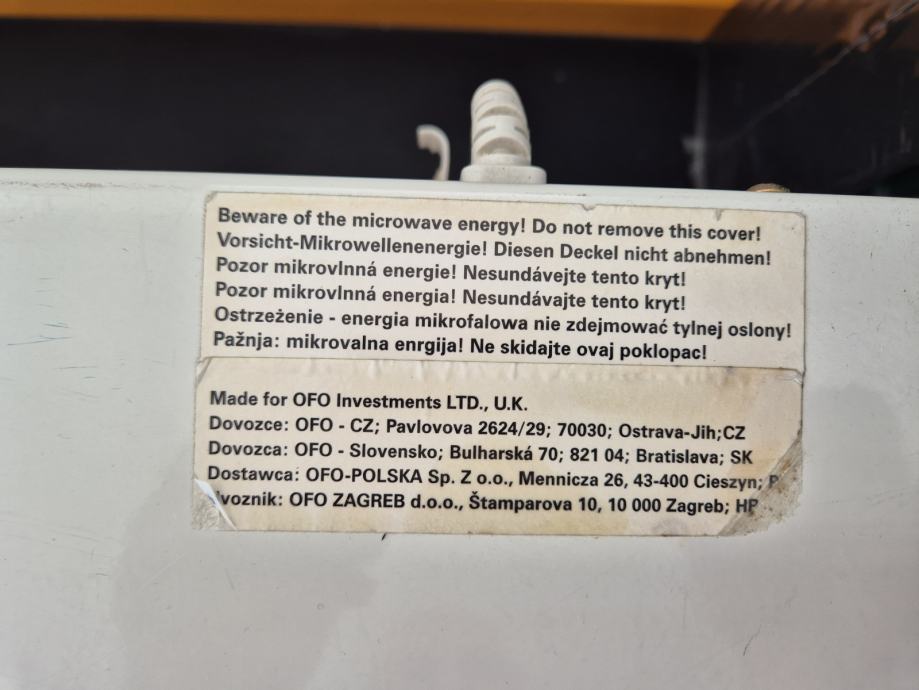 Beware of the microwave energy! Do not remove this cover!
Vorsicht-Mikrowellenenergie! Diesen Deckel nicht abnehmen!
Pozor mikrovlnná energie! Nesundávejte tento kryt!
Pozor mikrovlnná energia! Nesundávajte tento kryt!
Ostrzeżenie - energia mikrofalowa nie zdejmować tylnej oslony!
Pažnja: mikrovalna enrgija! Ne skidajte ovaj poklopac!
Made for OFO Investments LTD., U.K.
Dovozce: OFO - CZ; Pavlovova 2624/29; 70030; Ostrava-Jih;CZ
Dovozca: OFO - Slovensko; Bulharská 70; 821 04; Bratislava; SK
Dostawca: OFO-POLSKA Sp. Z o.o., Mennicza 26, 43-400 Cieszyn;
OFO ZAGREB d.o.o., Štamparova 10, 10 000 Zagreb;